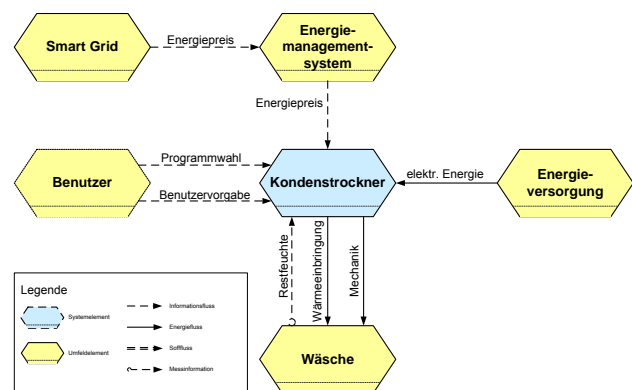 Smart Grid
Energiepreis
Energie-
management-
system
Energiepreis
Benutzer
Programmwahl
Benutzervorgabe
Kondenstrockner
elektr. Energie
Energie-
versorgung
Restfeuchte
Wärmeeinbringung
Mechanik
Wäsche
Legende
Systemelement
Umfeldelement
Informationsfluss
Energiefluss
Soffluss
Messinformation